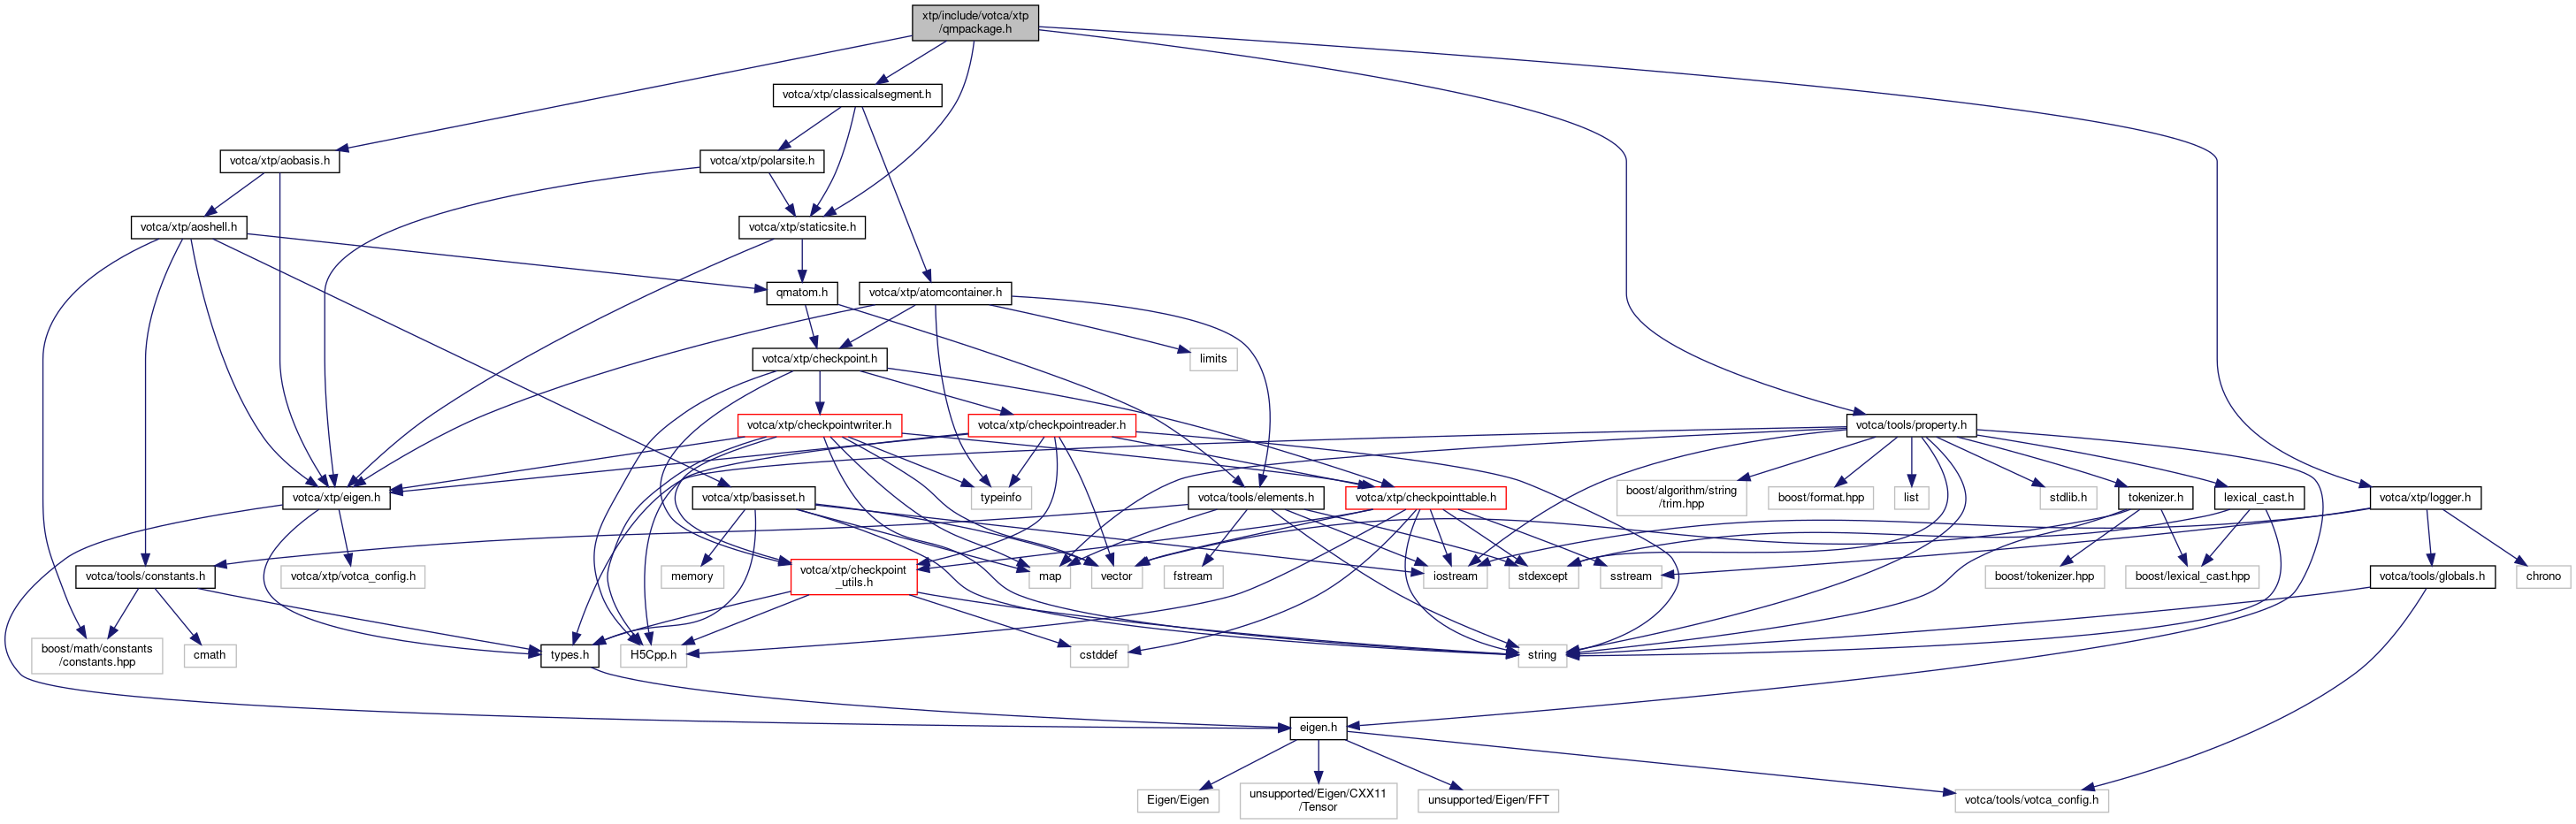 xtp/include/votca/xtp
/qmpackage.h
votca/xtp/classicalsegment.h
votca/xtp/aobasis.h
votca/xtp/polarsite.h
votca/xtp/aoshell.h
votca/xtp/staticsite.h
qmatom.h
votca/xtp/atomcontainer.h
votca/xtp/checkpoint.h
limits
votca/xtp/checkpointwriter.h
votca/xtp/checkpointreader.h
votca/tools/property.h
votca/xtp/eigen.h
votca/xtp/basisset.h
typeinfo
votca/tools/elements.h
votca/xtp/checkpointtable.h
boost/algorithm/string
/trim.hpp
boost/format.hpp
list
stdlib.h
tokenizer.h
lexical_cast.h
votca/xtp/logger.h
votca/tools/constants.h
votca/xtp/votca_config.h
memory
votca/xtp/checkpoint
_utils.h
map
vector
fstream
iostream
stdexcept
sstream
boost/tokenizer.hpp
boost/lexical_cast.hpp
votca/tools/globals.h
chrono
boost/math/constants
/constants.hpp
cmath
types.h
H5Cpp.h
cstddef
string
eigen.h
Eigen/Eigen
unsupported/Eigen/CXX11
/Tensor
unsupported/Eigen/FFT
votca/tools/votca_config.h